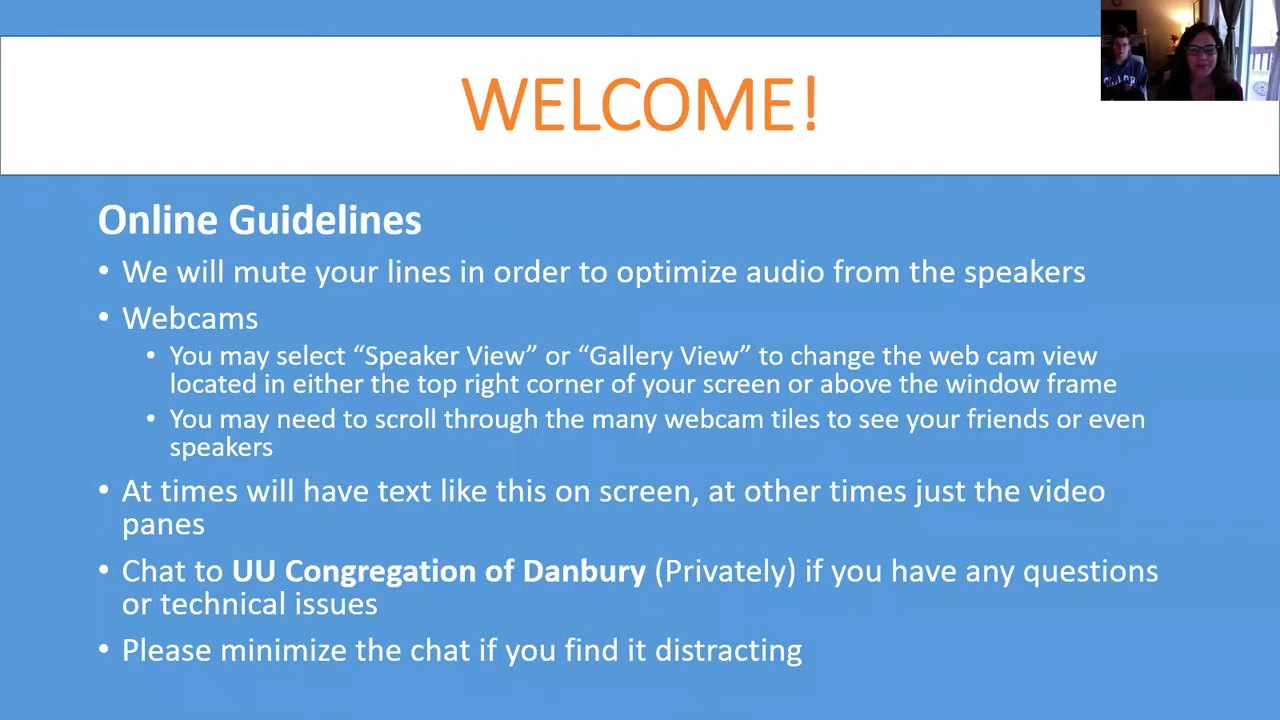 WELCOME!
Online Guidelines
• We will mute your lines in order to optimize audio from the speakers
• Webcams
• You may select “Speaker View” or “Gallery View” to change the web cam view
located in either the top right corner of your screen or above the window frame
• You may need to scroll through the many webcam tiles to see your friends or even
speakers
• At times will have text like this on screen, at other times just the video
panes
• Chat to UU Congregation of Danbury (Privately) if you have any questions
or technical issues
• Please minimize the chat if you find it distracting